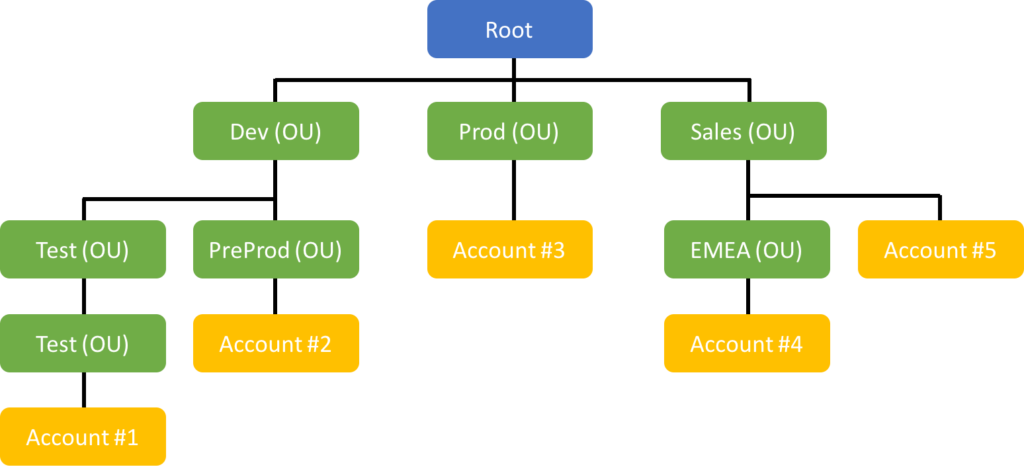 Root
Dev (OU)
Prod (OU)
Sales (OU)
Test (OU)
PreProd (OU)
Account #3
EMEA (OU)
Account #5
Test (OU)
Account #2
Account #4
Account #1